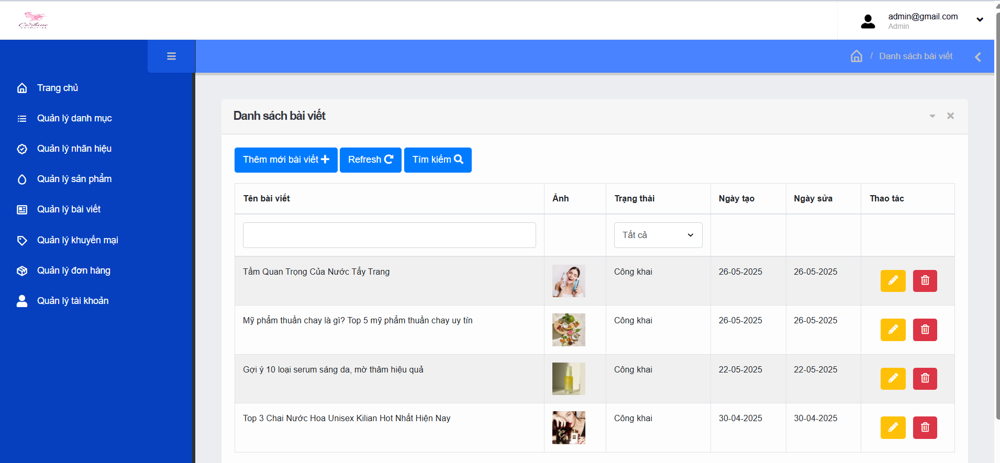 CoShine
admin@gmail.com
Admin
/ Danh sách bài viết
Trang chủ
Quản lý danh mục
Quản lý nhãn hiệu
Quản lý sản phẩm
Quản lý bài viết
Quản lý khuyến mại
Quản lý đơn hàng
Quản lý tài khoản
Danh sách bài viết
Thêm mới bài viết Refresh Tìm kiếm
Tên bài viết Ảnh Trạng thái Ngày tạo Ngày sửa Thao tác
Tất cả
Tầm Quan Trọng Của Nước Tẩy Trang Công khai 26-05-2025 26-05-2025
Mỹ phẩm thuần chay là gì? Top 5 mỹ phẩm thuần chay uy tín Công khai 26-05-2025 26-05-2025
Gợi ý 10 loại serum sáng da, mờ thâm hiệu quả Công khai 22-05-2025 22-05-2025
Top 3 Chai Nước Hoa Unisex Kilian Hot Nhất Hiện Nay Công khai 30-04-2025 30-04-2025